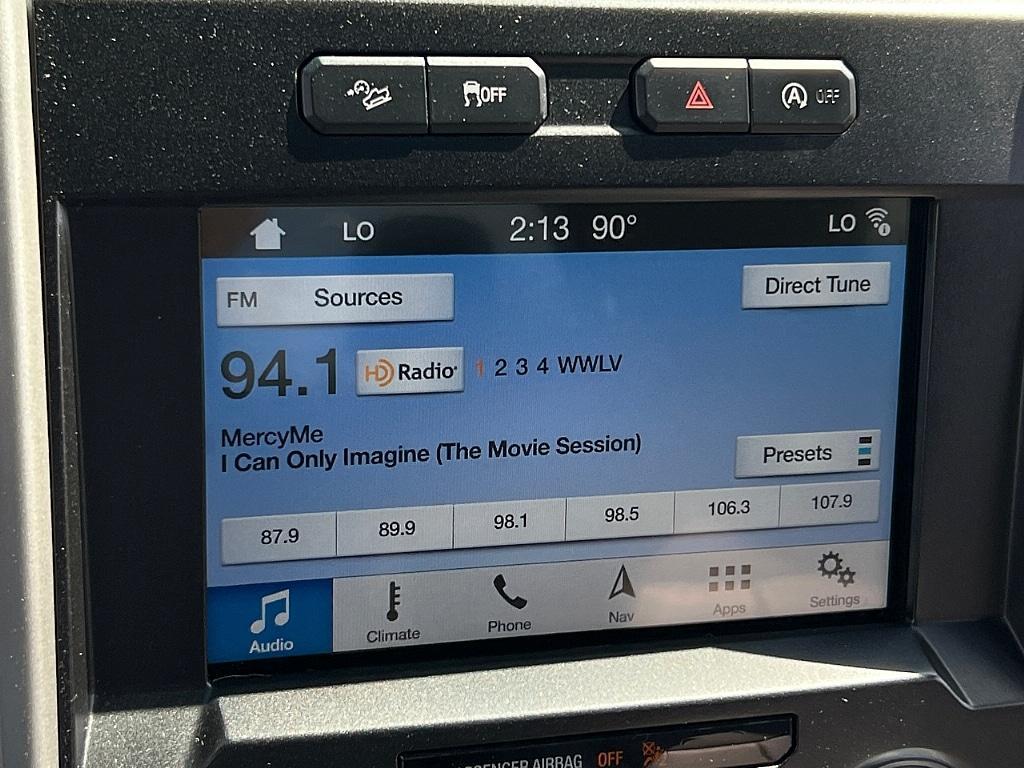 OFF
A OFF
LO 2:13 90° LO
FM Sources Direct Tune
94.1 HD Radio 1 2 3 4 WWLV
MercyMe
I Can Only Imagine (The Movie Session)
Presets
87.9 89.9 98.1 98.5 106.3 107.9
Audio Climate Phone Nav Apps Settings
AIRBAG OFF